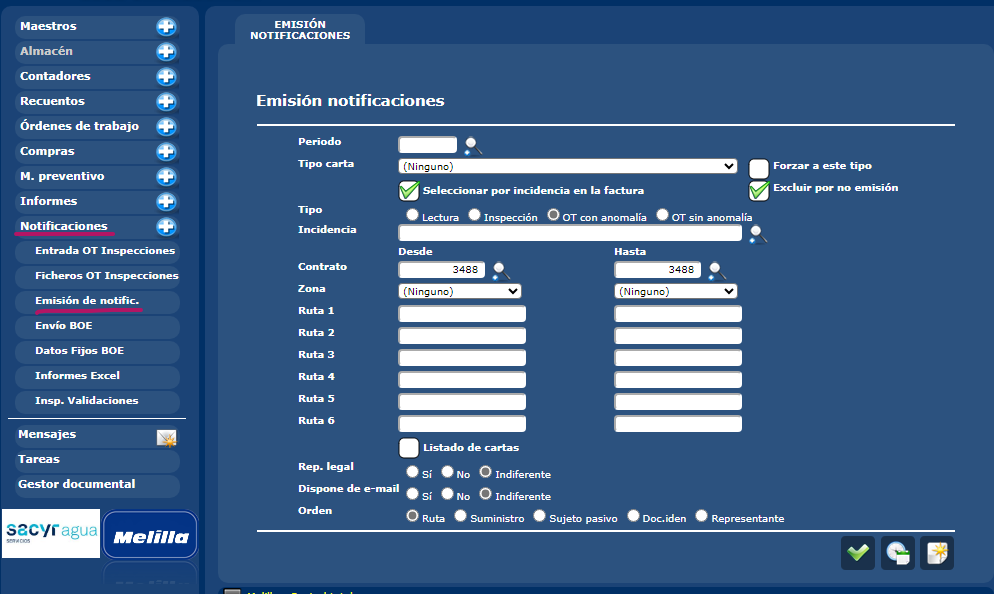 Maestros
Almacén
Contadores
Recuentos
Órdenes de trabajo
Compras
M. preventivo
Informes
Notificaciones
Entrada OT Inspecciones
Ficheros OT Inspecciones
Emisión de notific.
Envío BOE
Datos Fijos BOE
Informes Excel
Insp. Validaciones
Mensajes
Tareas
Gestor documental
sacyr agua
SERVICIOS
Melilla
EMISIÓN
NOTIFICACIONES
Emisión notificaciones
Periodo
Tipo carta (Ninguno) Forzar a este tipo
Seleccionar por incidencia en la factura Excluir por no emisión
Tipo Lectura Inspección OT con anomalía OT sin anomalía
Incidencia
Desde Hasta
Contrato 3488 3488
Zona (Ninguno) (Ninguno)
Ruta 1
Ruta 2
Ruta 3
Ruta 4
Ruta 5
Ruta 6
Listado de cartas
Rep. legal Sí No Indiferente
Dispone de e-mail Sí No Indiferente
Orden Ruta Suministro Sujeto pasivo Doc.iden Representante